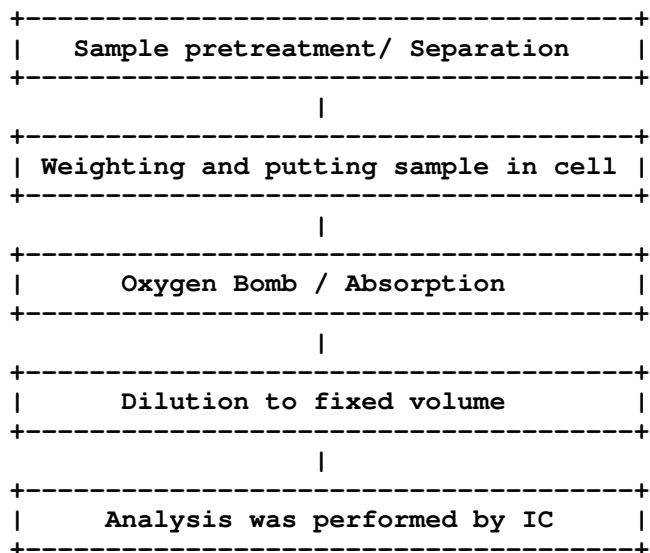 Sample pretreatment/ Separation
Weighting and putting sample in cell
Oxygen Bomb / Absorption
Dilution to fixed volume
Analysis was performed by IC